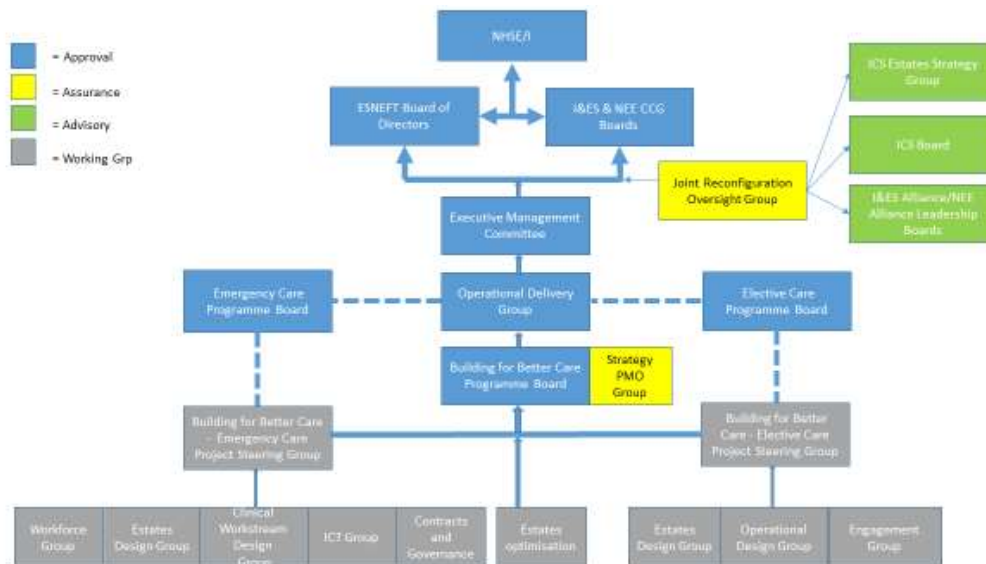 NHSE/I
= Approval
= Assurance
= Advisory
= Working Grp
ESNEFT Board of
Directors
I&ES & NEE CCG
Boards
ICS Estates Strategy
Group
ICS Board
Joint Reconfiguration
Oversight Group
I&ES Alliance/NEE
Alliance Leadership
Boards
Executive Management
Committee
Emergency Care
Programme Board
Operational Delivery
Group
Elective Care
Programme Board
Building for Better Care
Programme Board
Strategy
PMO
Group
Building for Better Care
- Emergency Care
Project Steering Group
Building for Better
Care - Elective Care
Project Steering Group
Workforce
Group
Estates
Design Group
Clinical
Workstream
Design
Group
ICT Group
Contracts
and
Governance
Estates
optimisation
Estates
Design Group
Operational
Design Group
Engagement
Group